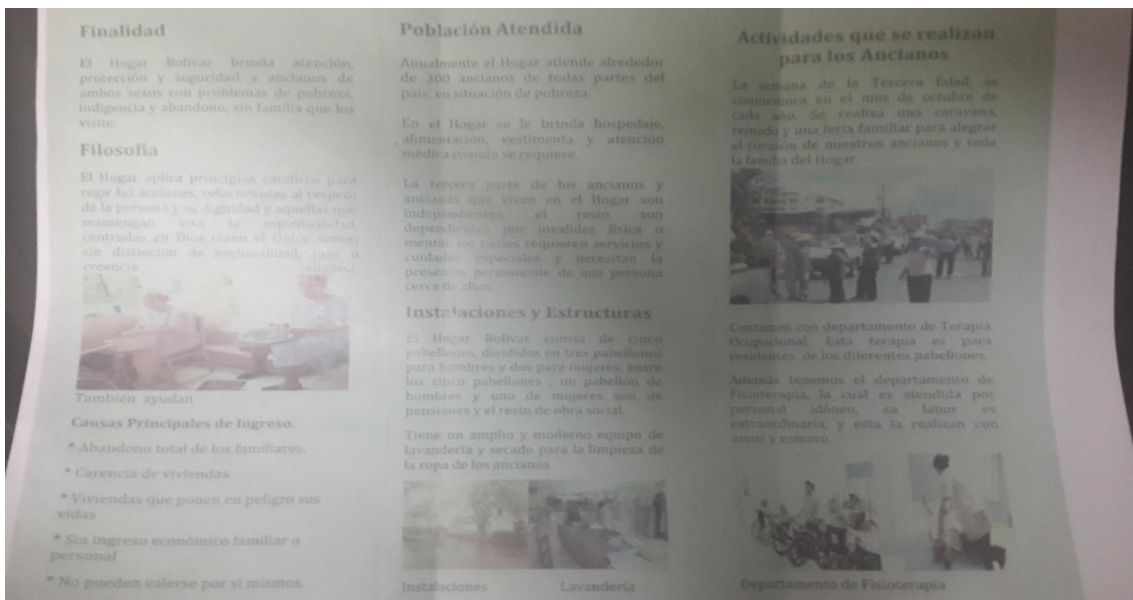 Finalidad
El Hogar Bolívar brinda atención,
protección y seguridad a ancianos de
ambos sexos con problemas de pobreza,
indigencia y abandono, sin familia que los
visite.
Filosofía
El Hogar aplica principios católicos para
regir las acciones, relacionadas al respeto
de la persona y su dignidad y aquellas que
mantengan viva la espiritualidad,
centradas en Dios como el Único Señor,
sin distinción de nacionalidad, raza o
creencia religiosa.
También ayudan
Causas Principales de Ingreso.
* Abandono total de los familiares.
* Carencia de viviendas
* Viviendas que ponen en peligro sus
vidas
* Sin ingreso económico familiar o
personal
* No pueden valerse por si mismos.
Población Atendida
Anualmente el Hogar atiende alrededor
de 300 ancianos de todas partes del
país, en situación de pobreza.
En el Hogar se le brinda hospedaje,
alimentación, vestimenta y atención
médica cuando se requiere.
La tercera parte de los ancianos y
ancianas que viven en el Hogar son
independientes, el resto son
dependientes por invalides física o
mental, los cuales requieren servicios y
cuidados especiales y necesitan la
presencia permanente de una persona
cerca de ellos.
Instalaciones y Estructuras
El Hogar Bolívar consta de cinco
pabellones, divididos en tres pabellones
para hombres y dos para mujeres, entre
los cinco pabellones , un pabellón de
hombres y uno de mujeres son de
pensiones y el resto de obra social.
Tiene un amplio y moderno equipo de
lavandería y secado para la limpieza de
la ropa de los ancianos
Instalaciones Lavandería
Actividades que se realizan
para los Ancianos
La semana de la Tercera Edad, se
conmemora en el mes de octubre de
cada año. Se realiza una caravana,
reinado y una feria familiar para alegrar
el corazón de nuestros ancianos y toda
la familia del Hogar.
Contamos con departamento de Terapia
Ocupacional. Esta terapia es para
residentes de los diferentes pabellones.
Además tenemos el departamento de
Fisioterapia, la cual es atendida por
personal idóneo, su labor es
extraordinaria, y esta la realizan con
amor y esmero.
Departamento de Fisioterapia